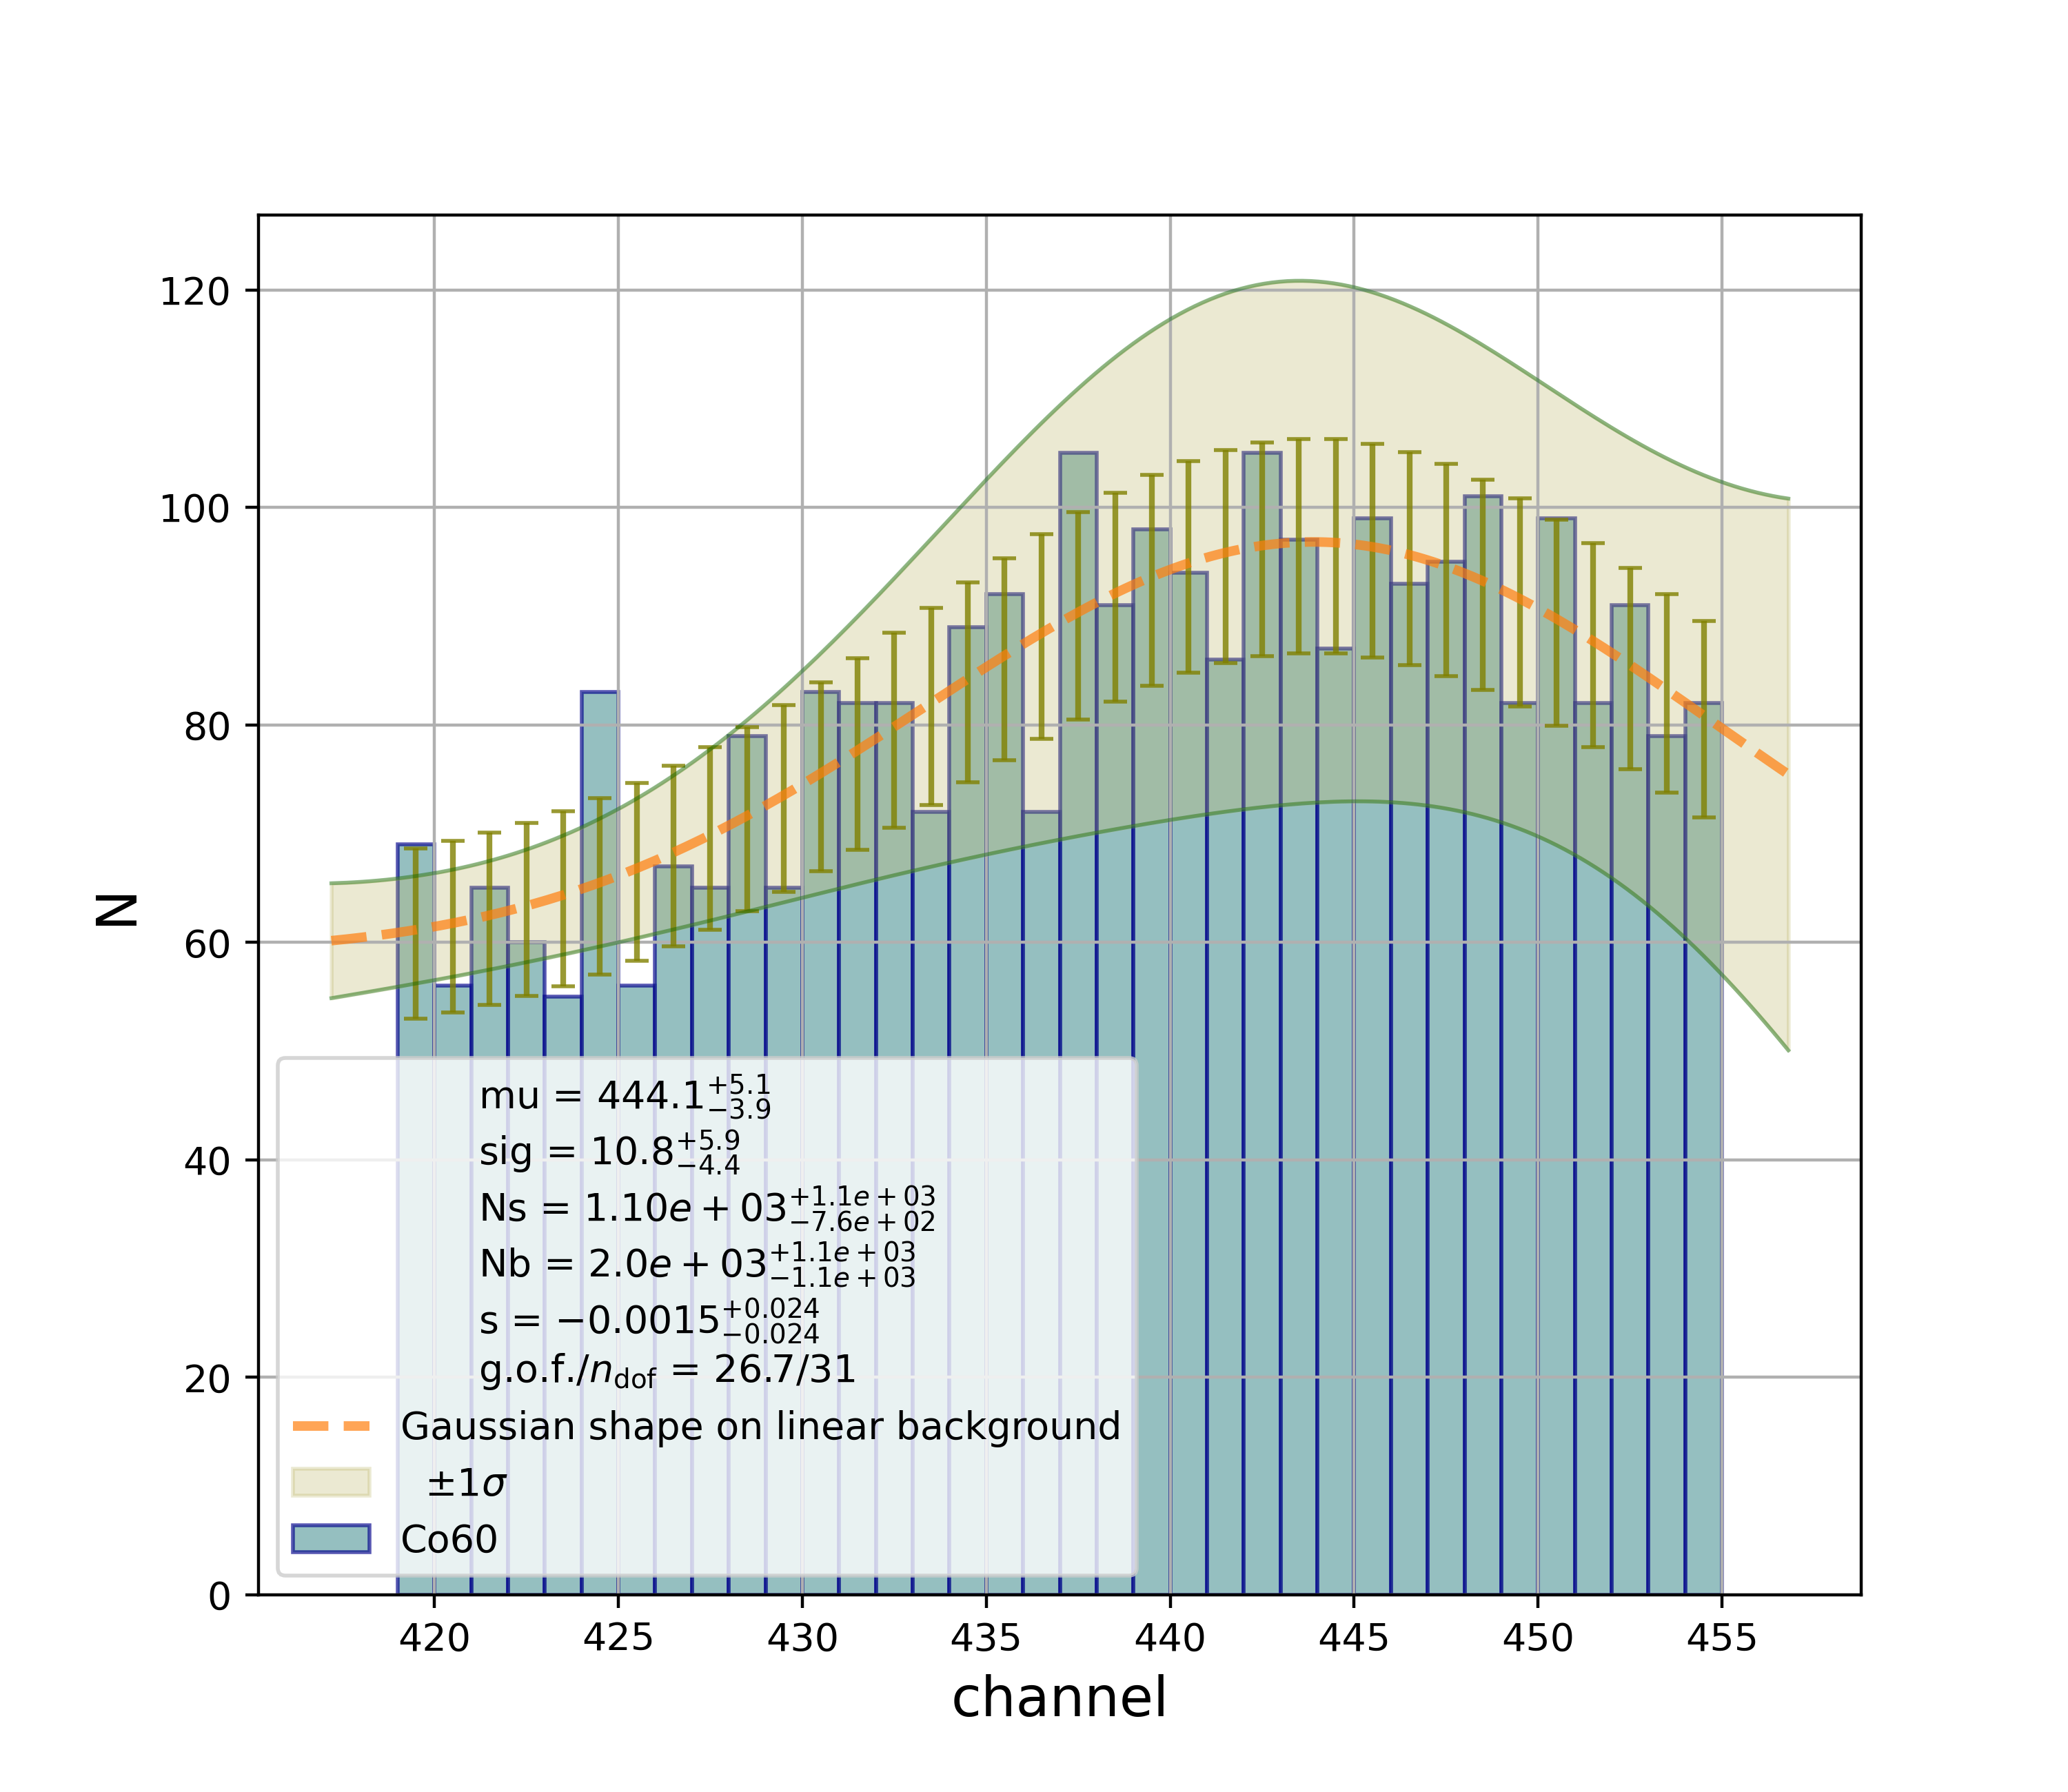 120
100
80
60
40
20
0
N
mu = 444.1 +5.1 −3.9
sig = 10.8 +5.9 −4.4
Ns = 1.10e + 03 +1.1e + 03 −7.6e + 02
Nb = 2.0e + 03 +1.1e + 03 −1.1e + 03
s = −0.0015 +0.024 −0.024
g.o.f./n dof = 26.7/31
Gaussian shape on linear background
±1σ
Co60
420 425 430 435 440 445 450 455
channel